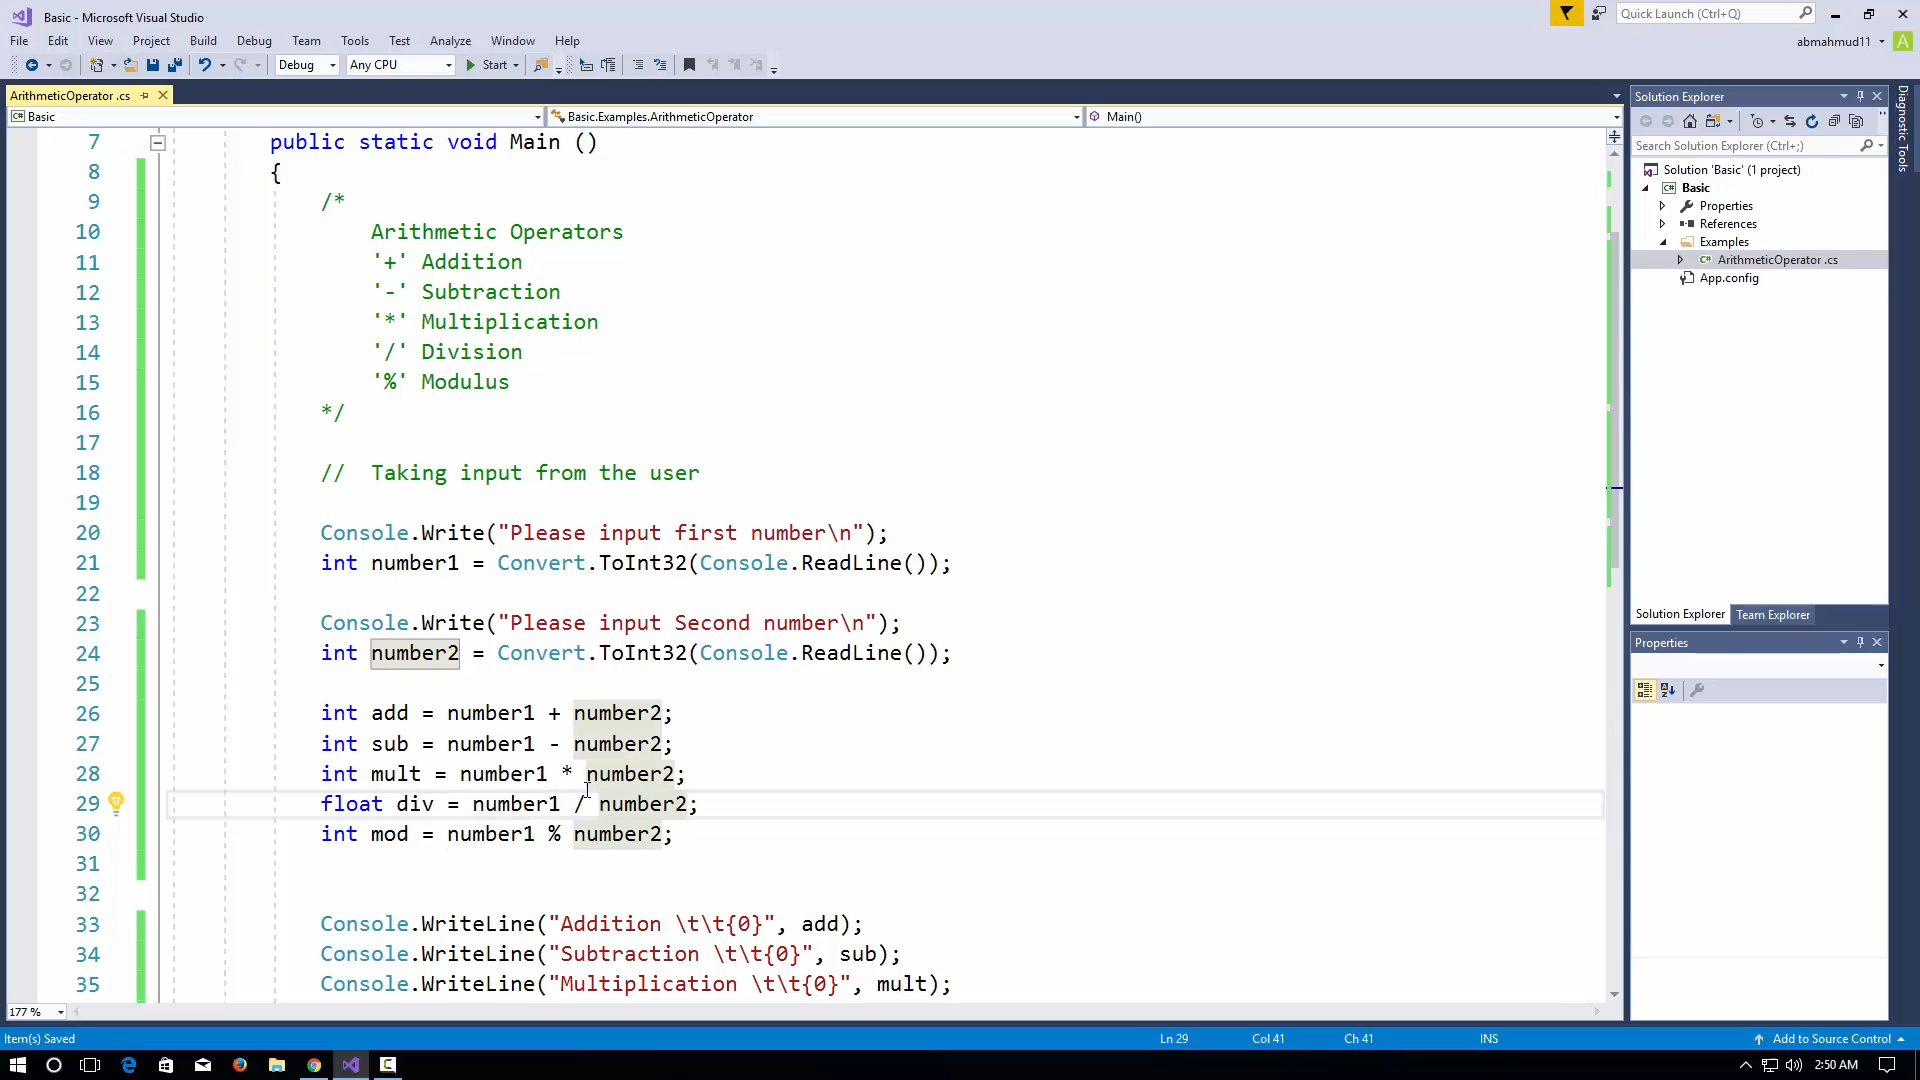 Basic - Microsoft Visual Studio
Quick Launch (Ctrl+Q)
File Edit View Project Build Debug Team Tools Test Analyze Window Help
abmahmud11
A
Debug Any CPU Start
ArithmeticOperator .cs
Basic
Basic.Examples.ArithmeticOperator
Main()
7 public static void Main ()
8 {
9 /*
10 Arithmetic Operators
11 '+' Addition
12 '-' Subtraction
13 '*' Multiplication
14 '/' Division
15 '%' Modulus
16 */
17
18 // Taking input from the user
19
20 Console.Write("Please input first number\n");
21 int number1 = Convert.ToInt32(Console.ReadLine());
22
23 Console.Write("Please input Second number\n");
24 int number2 = Convert.ToInt32(Console.ReadLine());
25
26 int add = number1 + number2;
27 int sub = number1 - number2;
28 int mult = number1 * number2;
29 float div = number1 / number2;
30 int mod = number1 % number2;
31
32
33 Console.WriteLine("Addition \t\t{0}", add);
34 Console.WriteLine("Subtraction \t\t{0}", sub);
35 Console.WriteLine("Multiplication \t\t{0}", mult);
177 %
Solution Explorer
Search Solution Explorer (Ctrl+;)
Solution 'Basic' (1 project)
C# Basic
Properties
References
Examples
C# ArithmeticOperator .cs
App.config
Solution Explorer Team Explorer
Properties
Diagnostic Tools
Item(s) Saved
Ln 29 Col 41 Ch 41 INS
Add to Source Control
2:50 AM